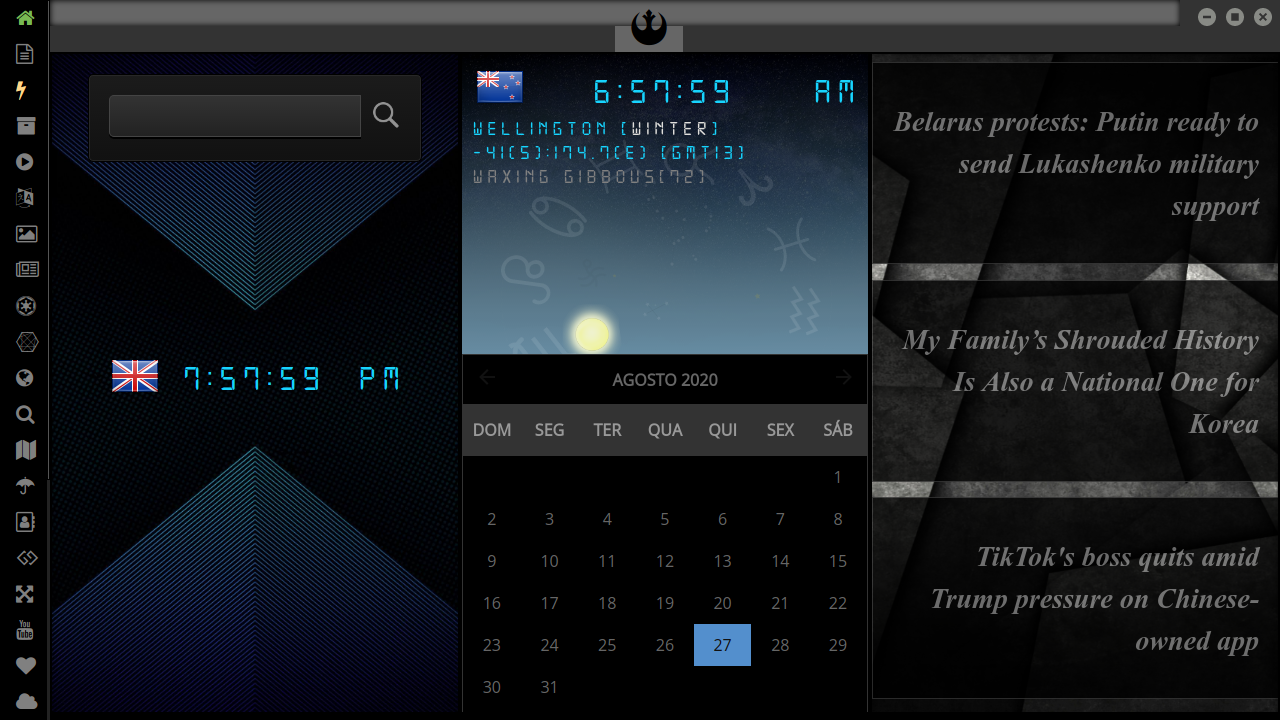 7:57:59 PM
6:57:59 AM
WELLINGTON [WINTER]
-41(S):174.7(E) [GMT13]
WAXING GIBBOUS[72]
AGOSTO 2020
DOM SEG TER QUA QUI SEX SÁB
1
2 3 4 5 6 7 8
9 10 11 12 13 14 15
16 17 18 19 20 21 22
23 24 25 26 27 28 29
30 31
Belarus protests: Putin ready to
send Lukashenko military
support
My Family’s Shrouded History
Is Also a National One for
Korea
TikTok's boss quits amid
Trump pressure on Chinese-
owned app
You
Tube